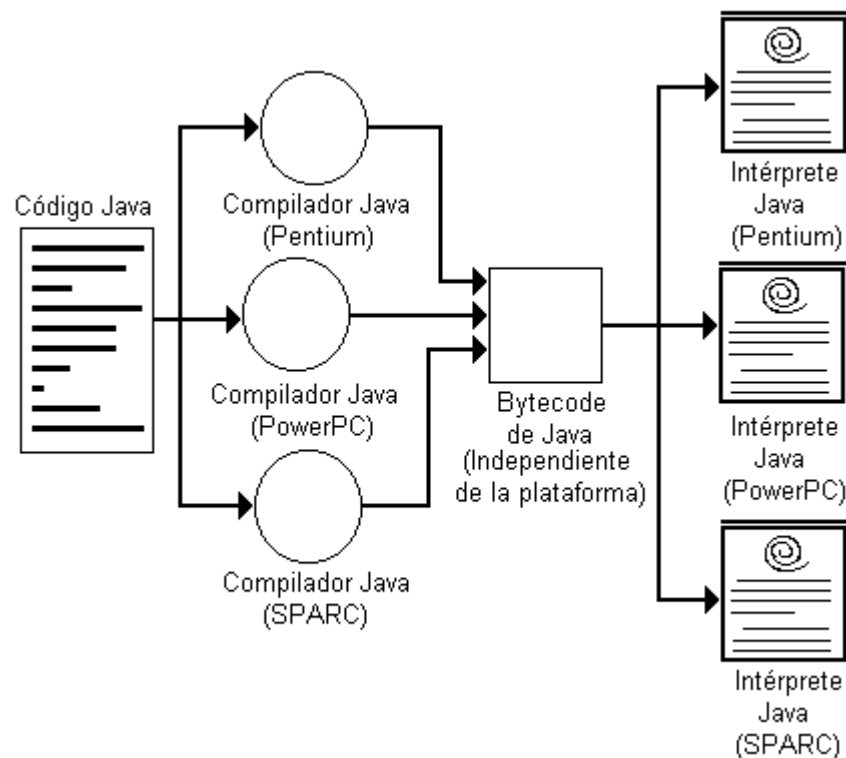 Código Java
Compilador Java
(Pentium)
Compilador Java
(PowerPC)
Compilador Java
(SPARC)
Bytecode
de Java
(Independiente
de la plataforma)
Intérprete
Java
(Pentium)
Intérprete
Java
(PowerPC)
Intérprete
Java
(SPARC)